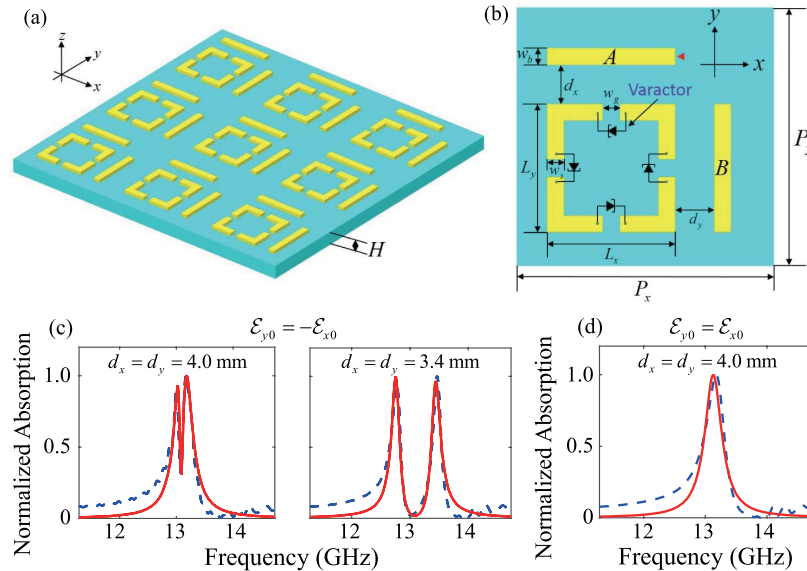 (a)
z
y
x
H
(b)
y
x
A
w_b
d_x
w_g
Varactor
L_y
w_s
B
d_y
L_x
P_x
P
(c)
ℰ_y0 = −ℰ_x0
d_x = d_y = 4.0 mm
d_x = d_y = 3.4 mm
Normalized Absorption
1.0
0.5
0
12 13 14
12 13 14
Frequency (GHz)
(d)
ℰ_y0 = ℰ_x0
d_x = d_y = 4.0 mm
Normalized Absorption
1.0
0.5
0
12 13 14
Frequency (GHz)